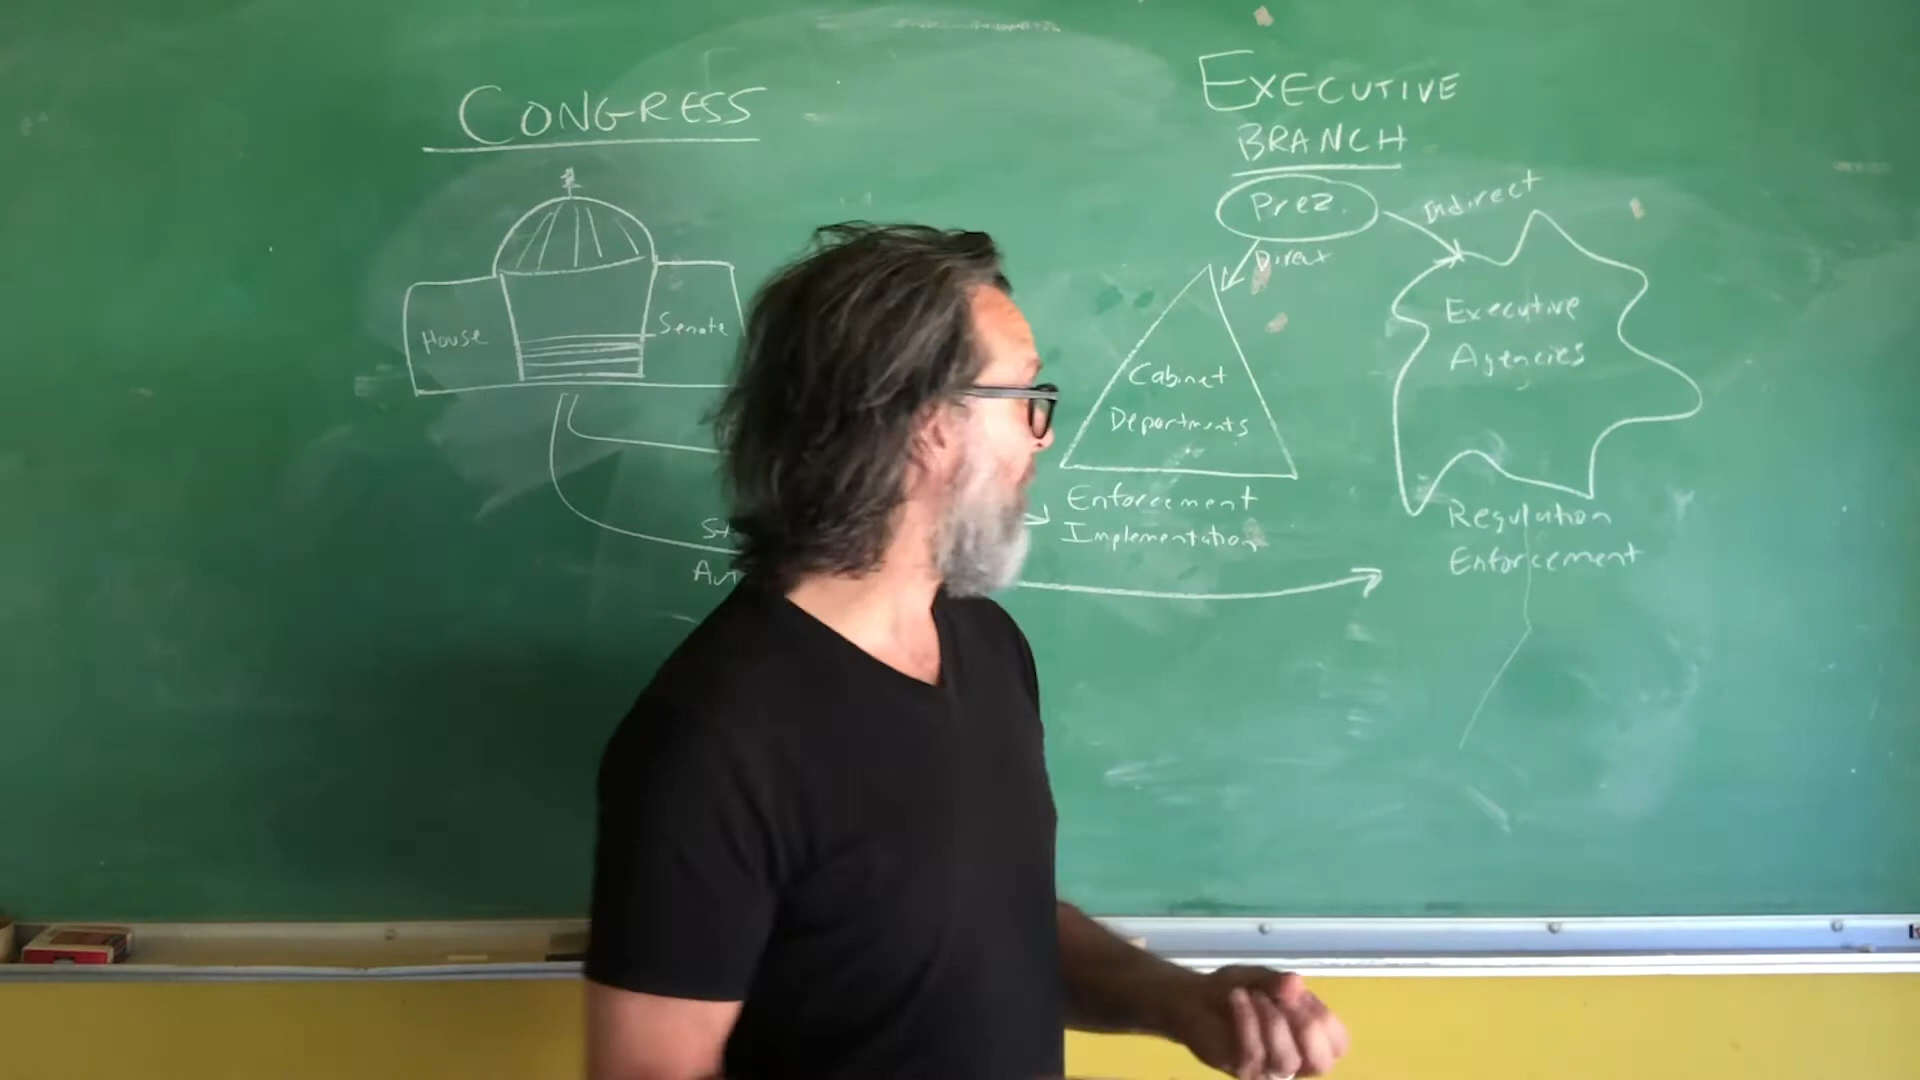 CONGRESS
House
Senate
EXECUTIVE
BRANCH
Prez.
Indirect
Direct
Cabinet
Departments
Enforcement
Implementation
Executive
Agencies
Regulation
Enforcement